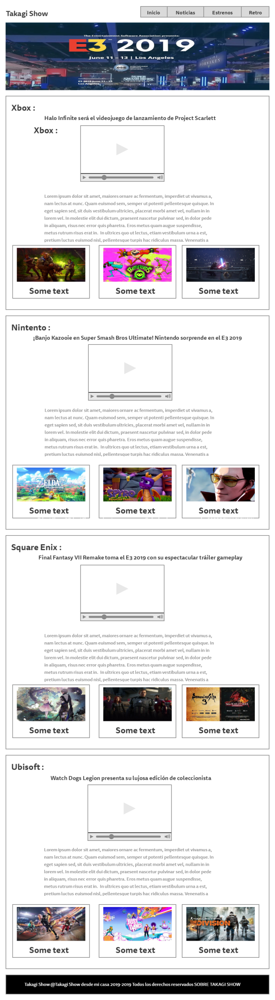 Takagi Show
Inicio
Noticias
Estrenos
Retro
The Entertainment Software Association presents:
E3 2019
June 11 - 13 | Los Angeles
esa entertainment
software
SUPER
SMASH BROS.
FORSAKEN
E3 2019 June 11 - 13
Los Angeles
Xbox :
Halo Infinite será el videojuego de lanzamiento de Project Scarlett
Xbox :
Lorem ipsum dolor sit amet, maiores ornare ac fermentum, imperdiet ut vivamus a,
nam lectus at nunc. Quam euismod sem, semper ut potenti pellentesque quisque. In
eget sapien sed, sit duis vestibulum ultricies, placerat morbi amet vel, nullam in in
lorem vel. In molestie elit dui dictum, praesent nascetur pulvinar sed, in dolor pede
in aliquam, risus nec error quis pharetra. Eros metus quam augue suspendisse,
metus rutrum risus erat in.  In ultrices quo ut lectus, etiam vestibulum urna a est,
pretium luctus euismod nisl, pellentesque turpis hac ridiculus massa. Venenatis a
BATTLETOADS
Some text
Some text
Some text
Nintento :
¡Banjo Kazooie en Super Smash Bros Ultimate! Nintendo sorprende en el E3 2019
Lorem ipsum dolor sit amet, maiores ornare ac fermentum, imperdiet ut vivamus a,
nam lectus at nunc. Quam euismod sem, semper ut potenti pellentesque quisque. In
eget sapien sed, sit duis vestibulum ultricies, placerat morbi amet vel, nullam in in
lorem vel. In molestie elit dui dictum, praesent nascetur pulvinar sed, in dolor pede
in aliquam, risus nec error quis pharetra. Eros metus quam augue suspendisse,
metus rutrum risus erat in.  In ultrices quo ut lectus, etiam vestibulum urna a est,
pretium luctus euismod nisl, pellentesque turpis hac ridiculus massa. Venenatis a
ZELDA
Link's Awakening
SPYRO
REIGNITED TRILOGY
Some text
Some text
Some text
Square Enix :
Final Fantasy VII Remake toma el E3 2019 con su espectacular tráiler gameplay
Lorem ipsum dolor sit amet, maiores ornare ac fermentum, imperdiet ut vivamus a,
nam lectus at nunc. Quam euismod sem, semper ut potenti pellentesque quisque. In
eget sapien sed, sit duis vestibulum ultricies, placerat morbi amet vel, nullam in in
lorem vel. In molestie elit dui dictum, praesent nascetur pulvinar sed, in dolor pede
in aliquam, risus nec error quis pharetra. Eros metus quam augue suspendisse,
metus rutrum risus erat in.  In ultrices quo ut lectus, etiam vestibulum urna a est,
pretium luctus euismod nisl, pellentesque turpis hac ridiculus massa. Venenatis a
Romancing SaGa
3
SaGa SCARLET GRACE
Some text
Some text
Some text
Ubisoft :
Watch Dogs Legion presenta su lujosa edición de coleccionista
Lorem ipsum dolor sit amet, maiores ornare ac fermentum, imperdiet ut vivamus a,
nam lectus at nunc. Quam euismod sem, semper ut potenti pellentesque quisque. In
eget sapien sed, sit duis vestibulum ultricies, placerat morbi amet vel, nullam in in
lorem vel. In molestie elit dui dictum, praesent nascetur pulvinar sed, in dolor pede
in aliquam, risus nec error quis pharetra. Eros metus quam augue suspendisse,
metus rutrum risus erat in.  In ultrices quo ut lectus, etiam vestibulum urna a est,
pretium luctus euismod nisl, pellentesque turpis hac ridiculus massa. Venenatis a
JUST
DANCE
TOM CLANCY'S
THE DIVISION
Some text
Some text
Some text
Takagi Show @Takagi Show desde mi casa 2019-2019 Todos los derechos reservados SOBRE TAKAGI SHOW